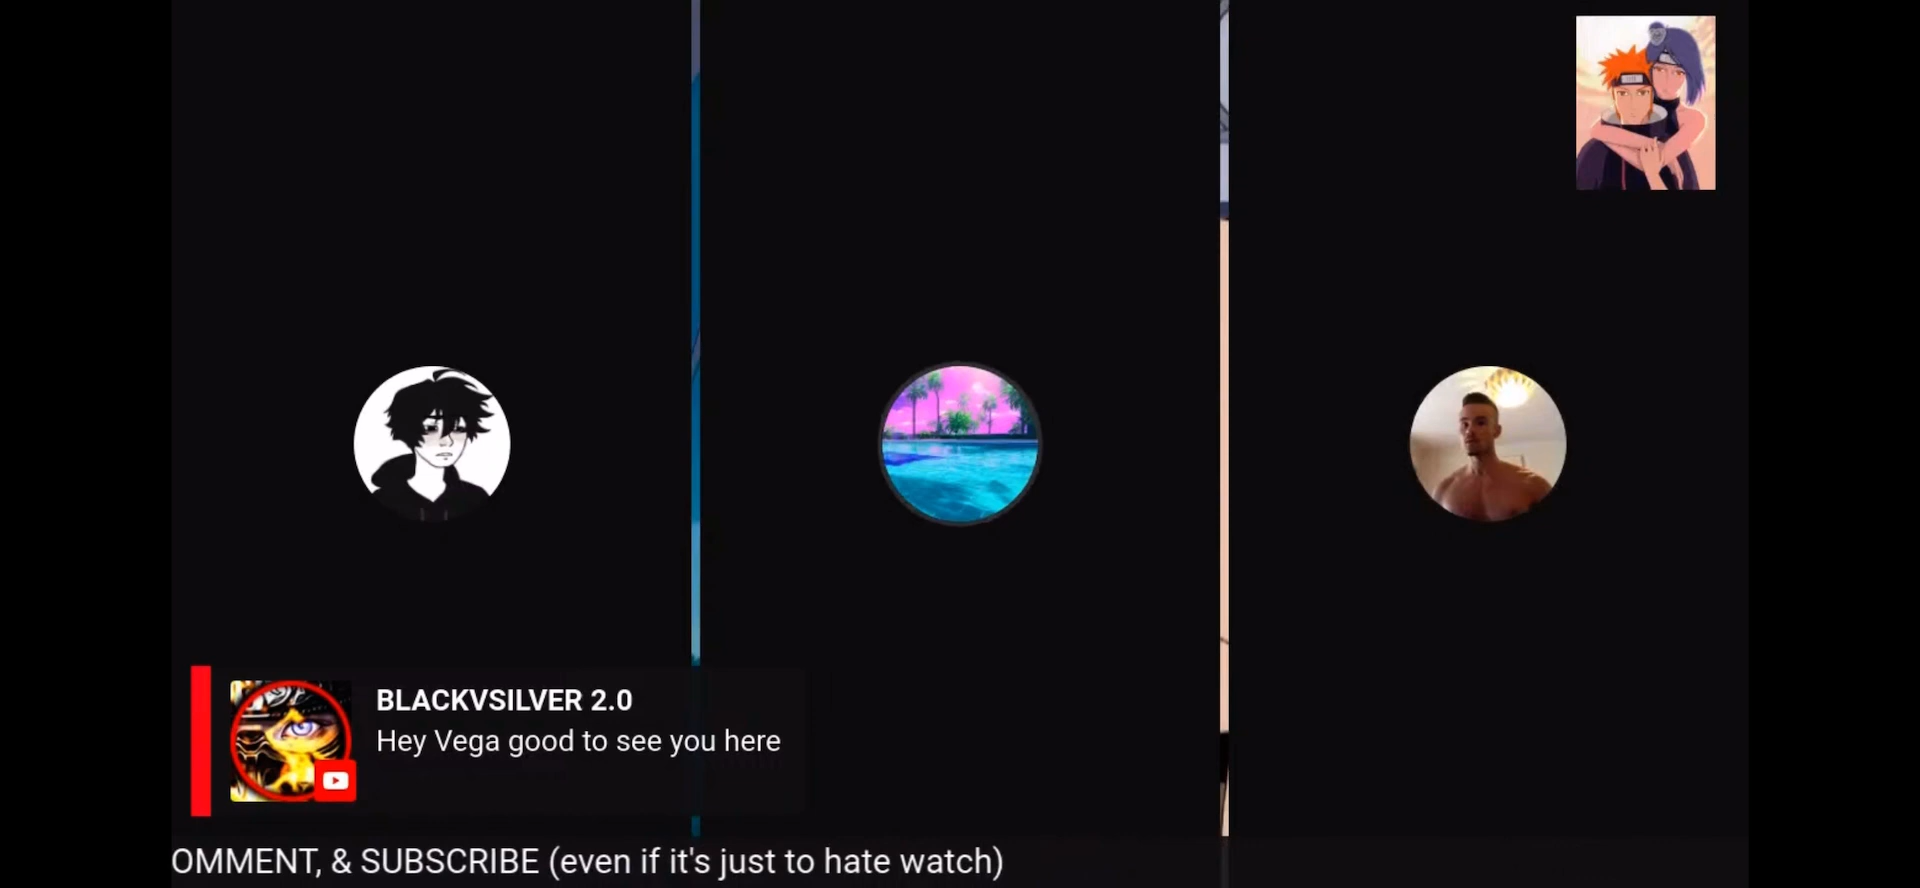 BLACKVSILVER 2.0
Hey Vega good to see you here
OMMENT, & SUBSCRIBE (even if it's just to hate watch)